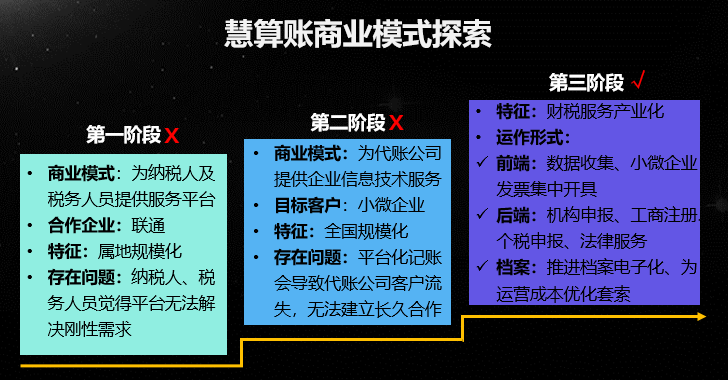 慧算账商业模式探索
第一阶段 X
• 商业模式：为纳税人及
税务人员提供服务平台
• 合作企业：联通
• 特征：属地规模化
• 存在问题：纳税人、税
务人员觉得平台无法解
决刚性需求
第二阶段 X
• 商业模式：为代账公司
提供企业信息技术服务
• 目标客户：小微企业
• 特征：全国规模化
• 存在问题：平台化记账
会导致代账公司客户流
失，无法建立长久合作
第三阶段 √
• 特征：财税服务产业化
• 运作形式：
✓ 前端：数据收集、小微企业
发票集中开具
✓ 后端：机构申报、工商注册、
个税申报、法律服务
✓ 档案：推进档案电子化、为
运营成本优化套索